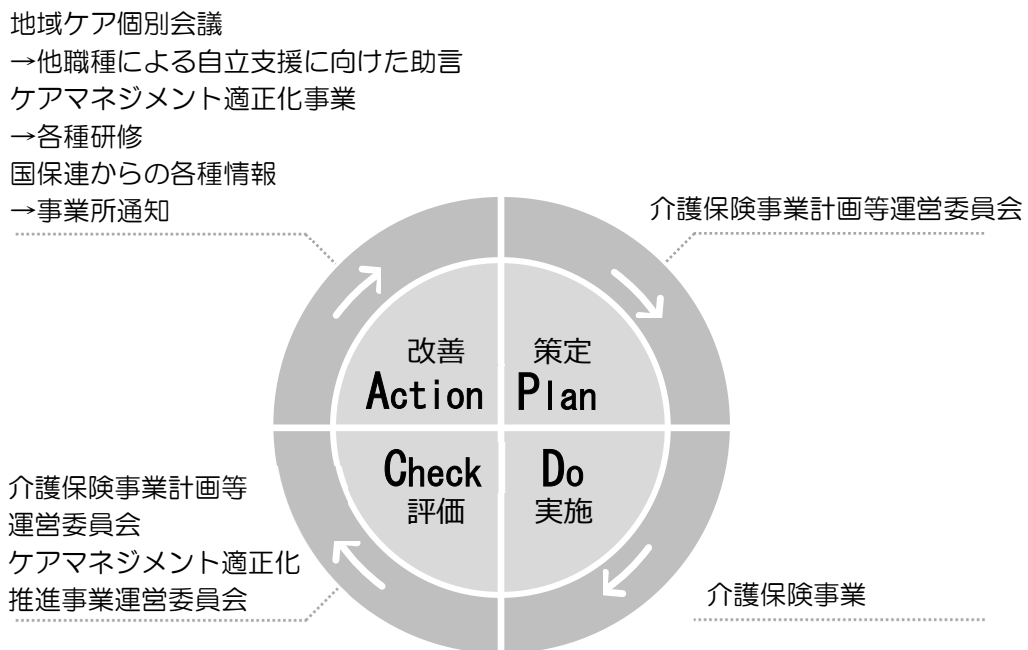 地域ケア個別会議
→他職種による自立支援に向けた助言
ケアマネジメント適正化事業
→各種研修
国保連からの各種情報
→事業所通知
介護保険事業計画等運営委員会
改善
Action
策定
Plan
Check
評価
Do
実施
介護保険事業計画等
運営委員会
ケアマネジメント適正化
推進事業運営委員会
介護保険事業